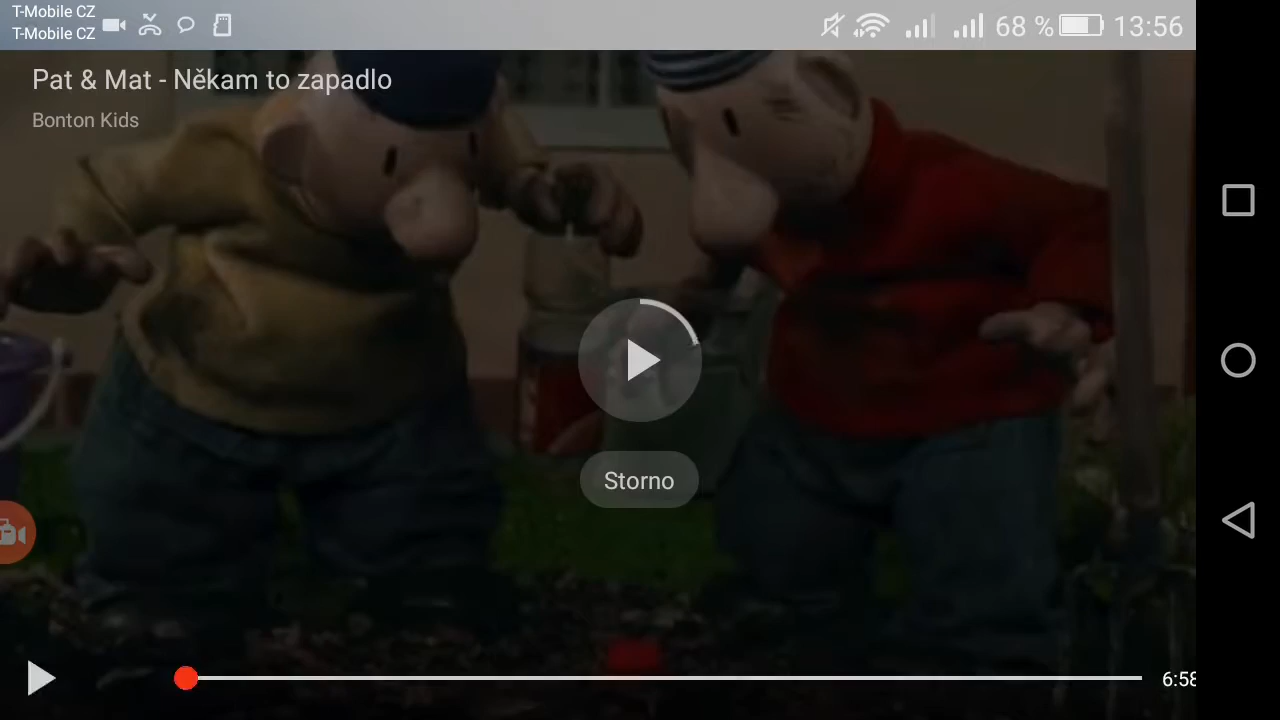 T-Mobile CZ
T-Mobile CZ
68 %
13:56
Pat & Mat - Někam to zapadlo
Bonton Kids
Storno
6:58